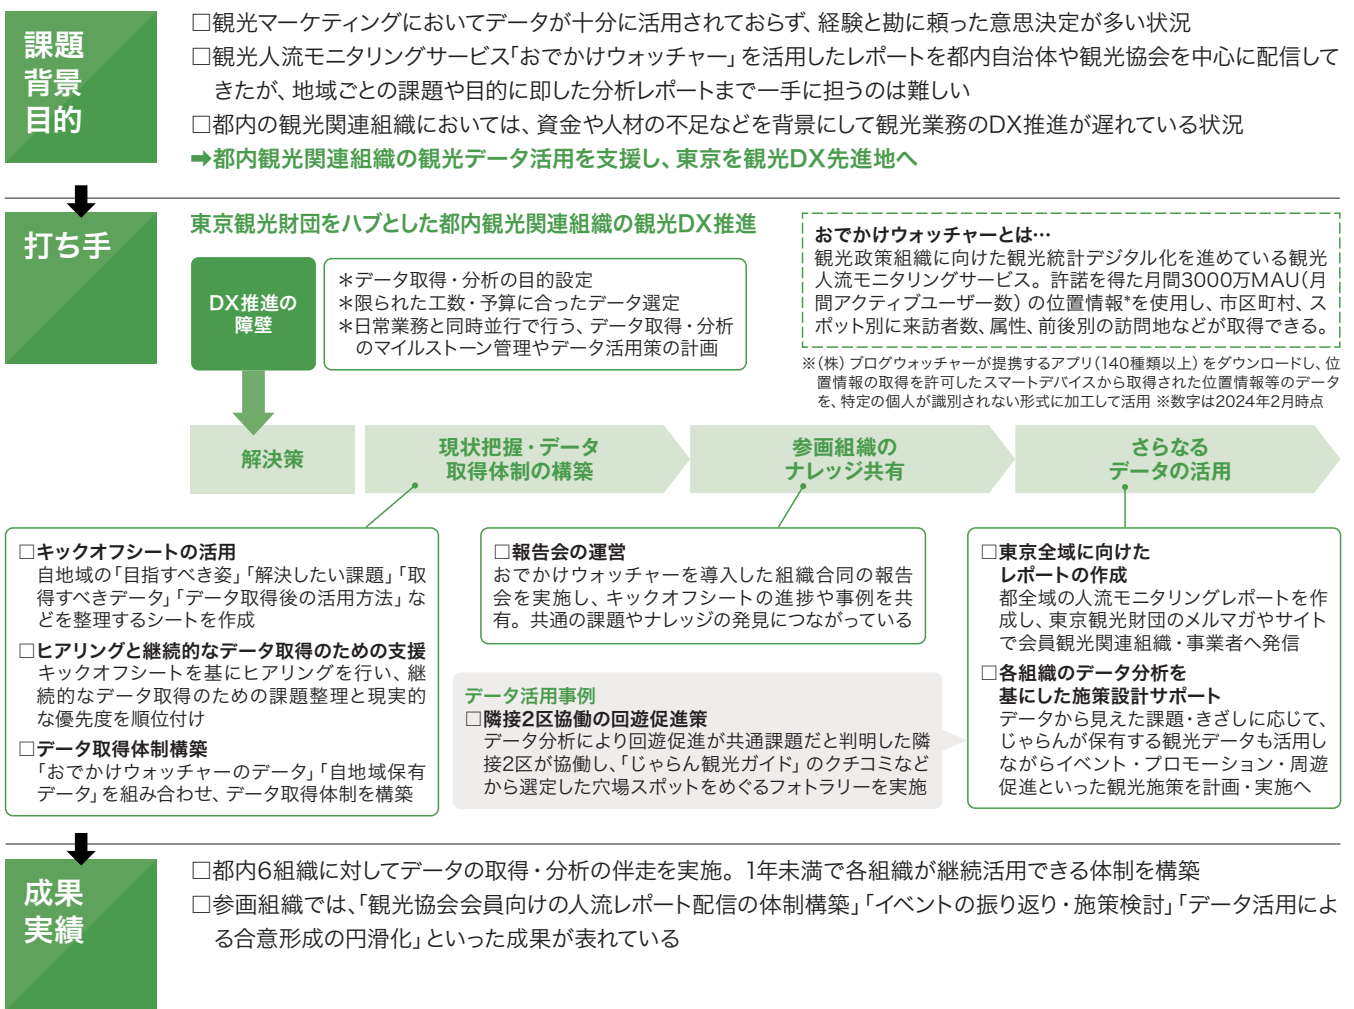 課題
背景
目的
□観光マーケティングにおいてデータが十分に活用されておらず、経験と勘に頼った意思決定が多い状況
□観光人流モニタリングサービス「おでかけウォッチャー」を活用したレポートを都内自治体や観光協会を中心に配信して
きたが、地域ごとの課題や目的に即した分析レポートまで一手に担うのは難しい
□都内の観光関連組織においては、資金や人材の不足などを背景にして観光業務のDX推進が遅れている状況
➡都内観光関連組織の観光データ活用を支援し、東京を観光DX先進地へ
打ち手
東京観光財団をハブとした都内観光関連組織の観光DX推進
DX推進の
障壁
＊データ取得・分析の目的設定
＊限られた工数・予算に合ったデータ選定
＊日常業務と同時並行で行う、データ取得・分析
のマイルストーン管理やデータ活用策の計画
おでかけウォッチャーとは…
観光政策組織に向けた観光統計デジタル化を進めている観光
人流モニタリングサービス。許諾を得た月間3000万MAU（月
間アクティブユーザー数）の位置情報*を使用し、市区町村、ス
ポット別に来訪者数、属性、前後別の訪問地などが取得できる。
※（株）ブログウォッチャーが提携するアプリ（140種類以上）をダウンロードし、位
置情報の取得を許可したスマートデバイスから取得された位置情報等のデータ
を、特定の個人が識別されない形式に加工して活用 ※数字は2024年2月時点
解決策
現状把握・データ
取得体制の構築
参画組織の
ナレッジ共有
さらなる
データの活用
□キックオフシートの活用
自地域の「目指すべき姿」「解決したい課題」「取
得すべきデータ」「データ取得後の活用方法」な
どを整理するシートを作成
□ヒアリングと継続的なデータ取得のための支援
キックオフシートを基にヒアリングを行い、継
続的なデータ取得のための課題整理と現実的
な優先度を順位付け
□データ取得体制構築
「おでかけウォッチャーのデータ」「自地域保有
データ」を組み合わせ、データ取得体制を構築
□報告会の運営
おでかけウォッチャーを導入した組織合同の報告
会を実施し、キックオフシートの進捗や事例を共
有。共通の課題やナレッジの発見につながっている
データ活用事例
□隣接2区協働の回遊促進策
データ分析により回遊促進が共通課題だと判明した隣
接2区が協働し、「じゃらん観光ガイド」のクチコミなど
から選定した穴場スポットをめぐるフォトラリーを実施
□東京全域に向けた
レポートの作成
都全域の人流モニタリングレポートを作
成し、東京観光財団のメルマガやサイト
で会員観光関連組織・事業者へ発信
□各組織のデータ分析を
基にした施策設計サポート
データから見えた課題・きざしに応じて、
じゃらんが保有する観光データも活用し
ながらイベント・プロモーション・周遊
促進といった観光施策を計画・実施へ
成果
実績
□都内6組織に対してデータの取得・分析の伴走を実施。1年未満で各組織が継続活用できる体制を構築
□参画組織では、「観光協会会員向けの人流レポート配信の体制構築」「イベントの振り返り・施策検討」「データ活用によ
る合意形成の円滑化」といった成果が表れている